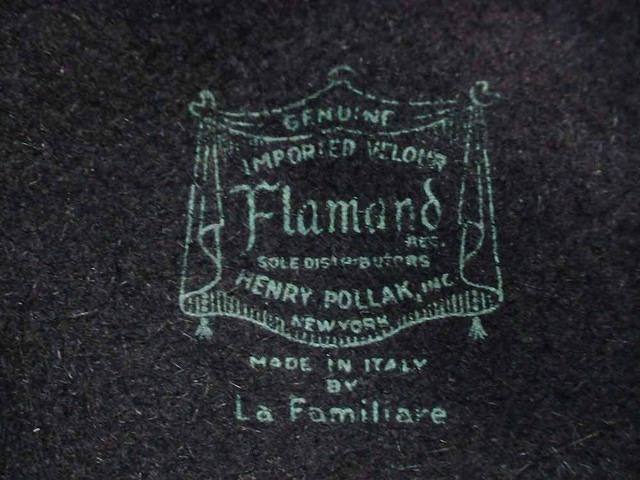 GENUINE
IMPORTED VELOUR
Flamand
REG.
SOLE DISTRIBUTORS
HENRY POLLAK, INC.
NEW YORK
MADE IN ITALY
BY
La Familiare